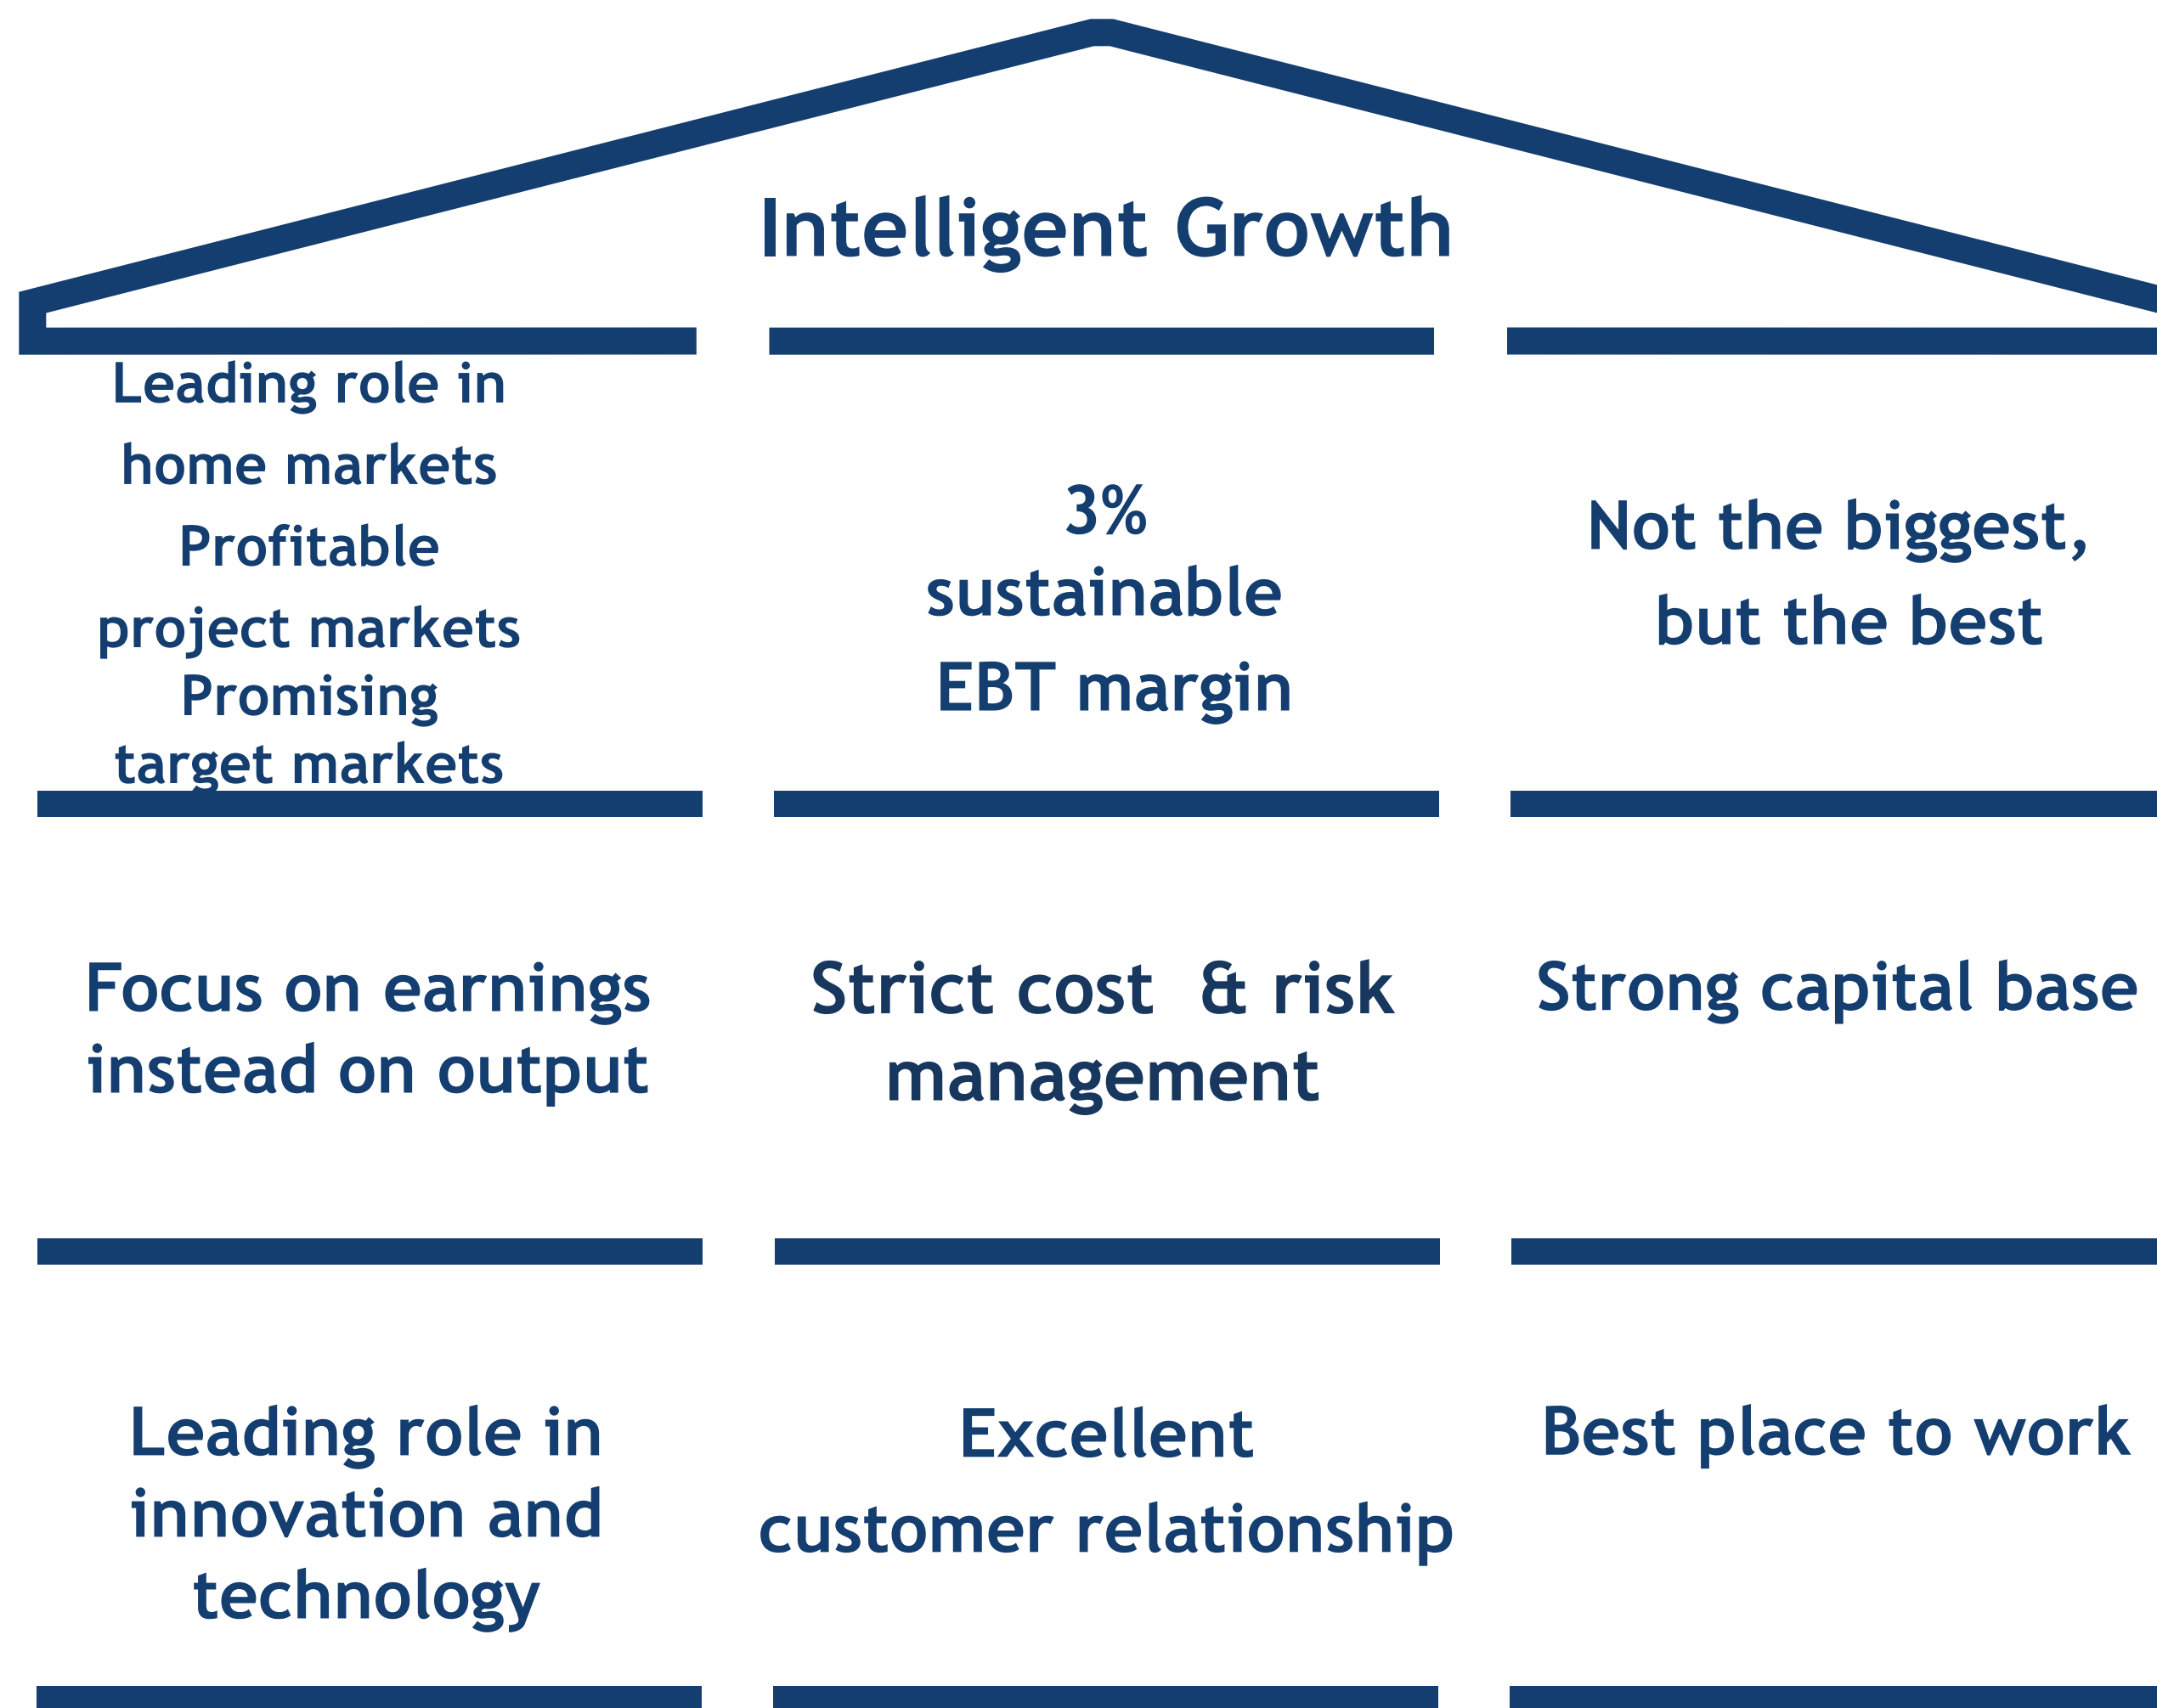 Intelligent Growth
Leading role in
home markets
Profitable
project markets
Promising
target markets
3%
sustainable
EBT margin
Not the biggest,
but the best
Focus on earnings
instead on output
Strict cost & risk
management
Strong capital base
Leading role in
innovation and
technology
Excellent
customer relationship
Best place to work